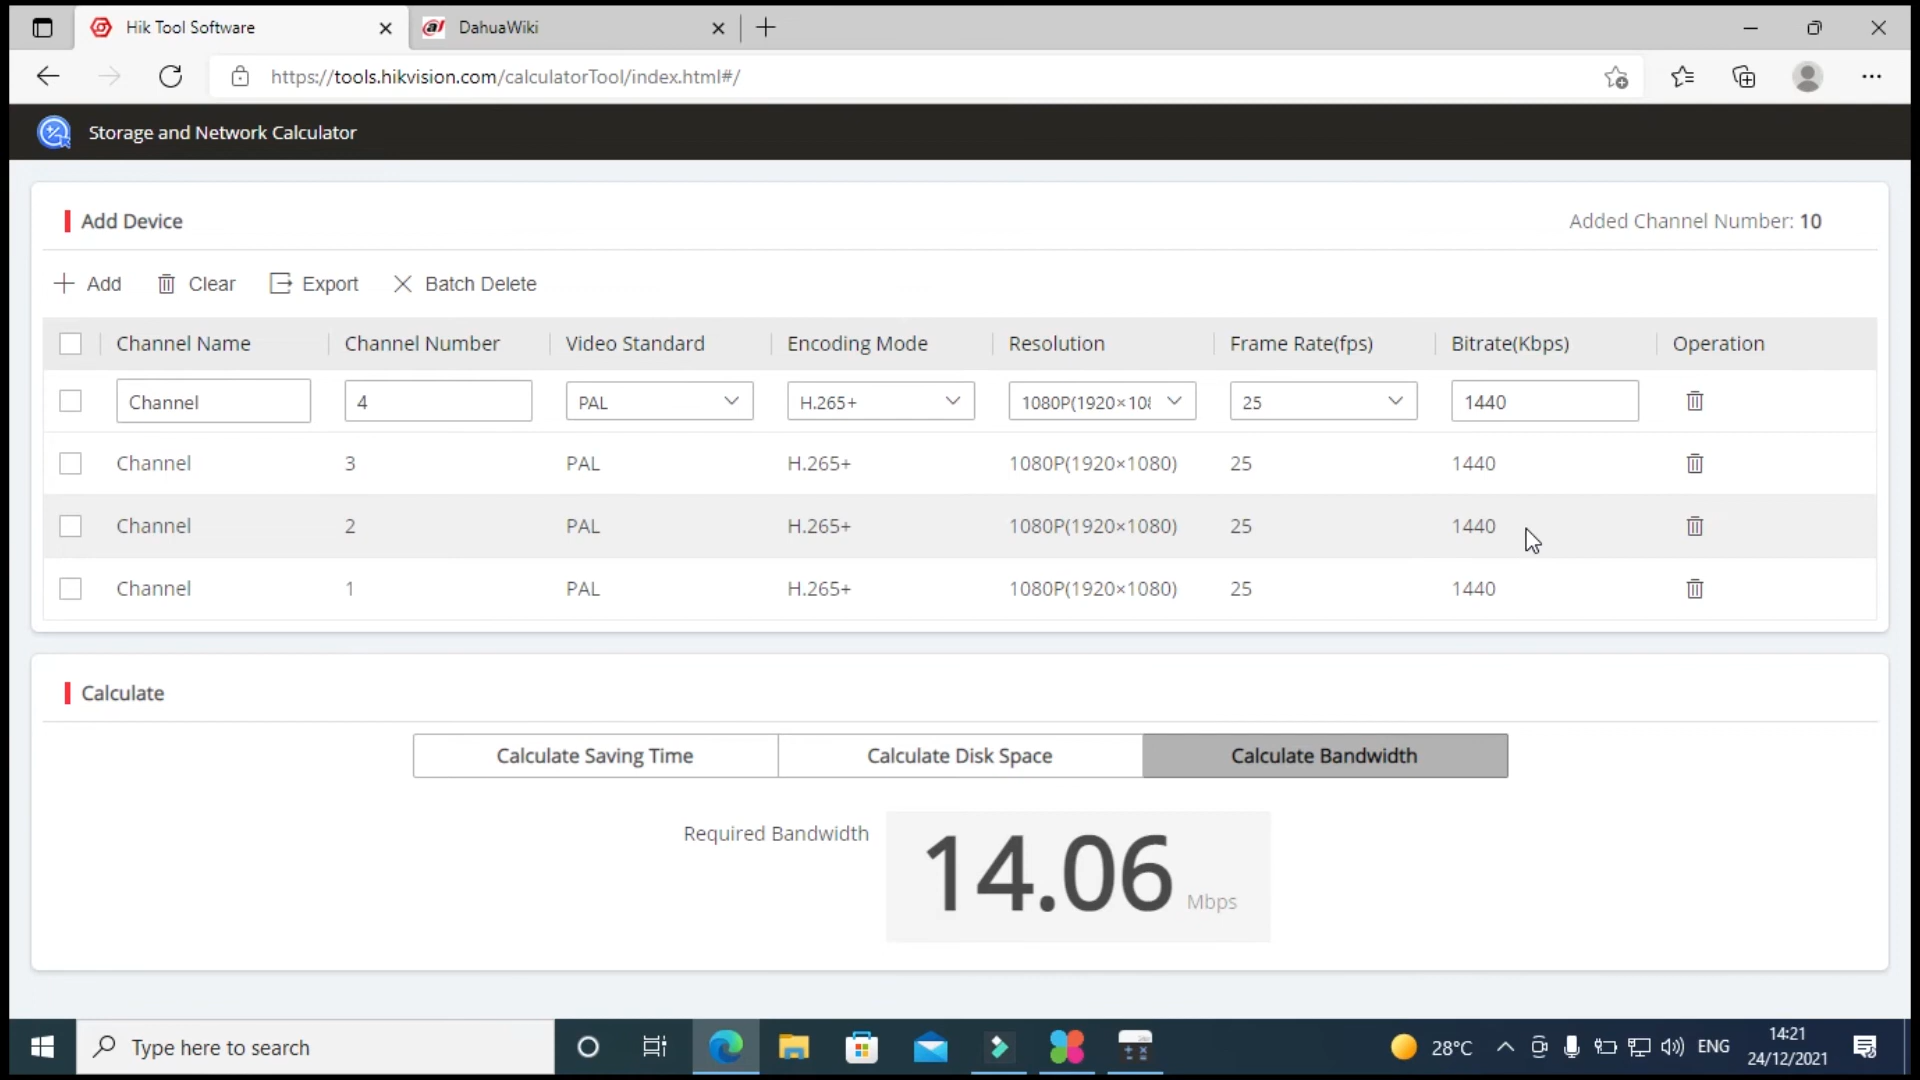 Hik Tool Software
DahuaWiki
https://tools.hikvision.com/calculatorTool/index.html#/
Storage and Network Calculator
Add Device
Added Channel Number: 10
Add Clear Export Batch Delete
Channel Name Channel Number Video Standard Encoding Mode Resolution Frame Rate(fps) Bitrate(Kbps) Operation
Channel 4 PAL H.265+ 1080P(1920×108 25 1440
Channel 3 PAL H.265+ 1080P(1920×1080) 25 1440
Channel 2 PAL H.265+ 1080P(1920×1080) 25 1440
Channel 1 PAL H.265+ 1080P(1920×1080) 25 1440
Calculate
Calculate Saving Time Calculate Disk Space Calculate Bandwidth
Required Bandwidth 14.06 Mbps
Type here to search
28°C
ENG
14:21
24/12/2021